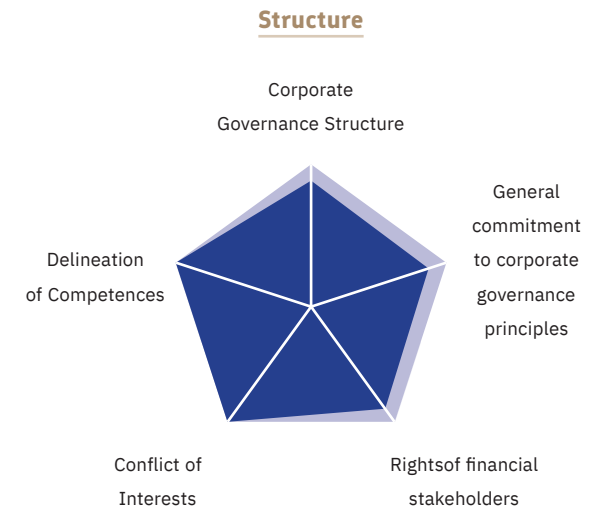 Structure
Corporate
Governance Structure
General
commitment
to corporate
governance
principles
Delineation
of Competences
Conflict of
Interests
Rightsof financial
stakeholders